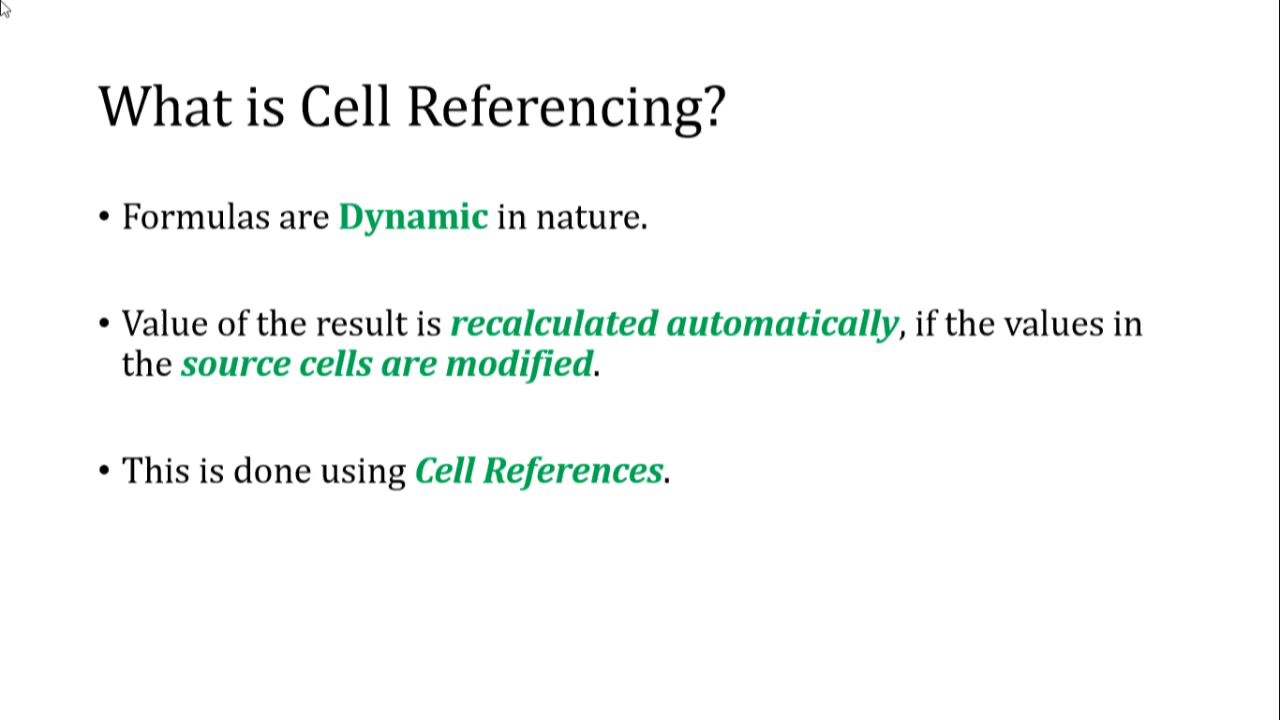 What is Cell Referencing?
• Formulas are Dynamic in nature.
• Value of the result is recalculated automatically, if the values in
the source cells are modified.
• This is done using Cell References.